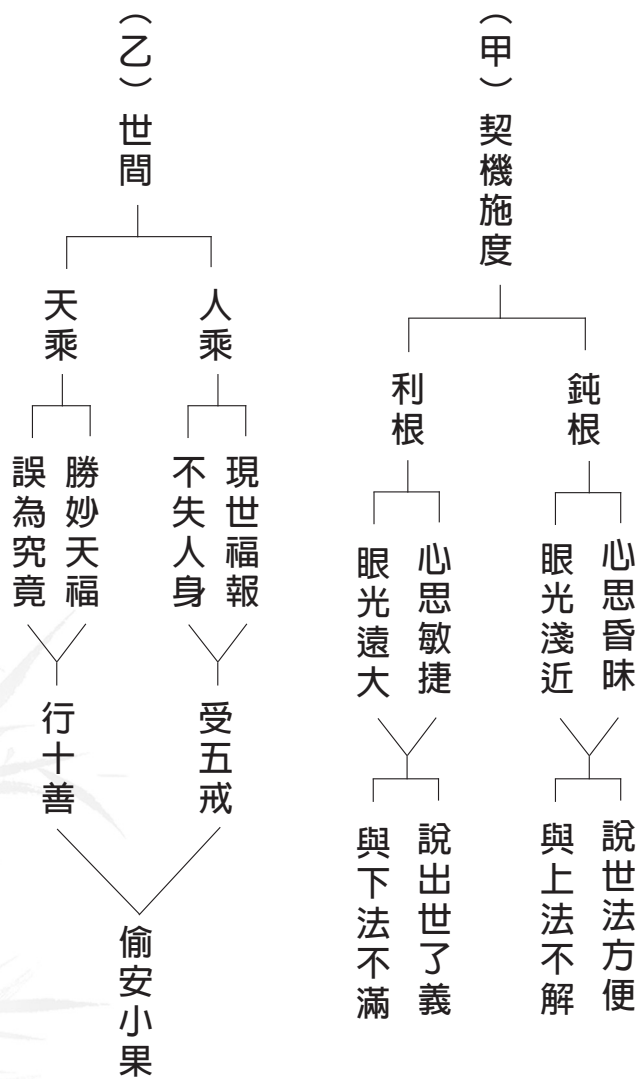 （甲）契機施度
鈍根
心思昏昧
眼光淺近
說世法方便
與上法不解
利根
心思敏捷
眼光遠大
說出世了義
與下法不滿
（乙）世間
人乘
現世福報
不失人身
受五戒
天乘
勝妙天福
誤為究竟
行十善
偷安小果